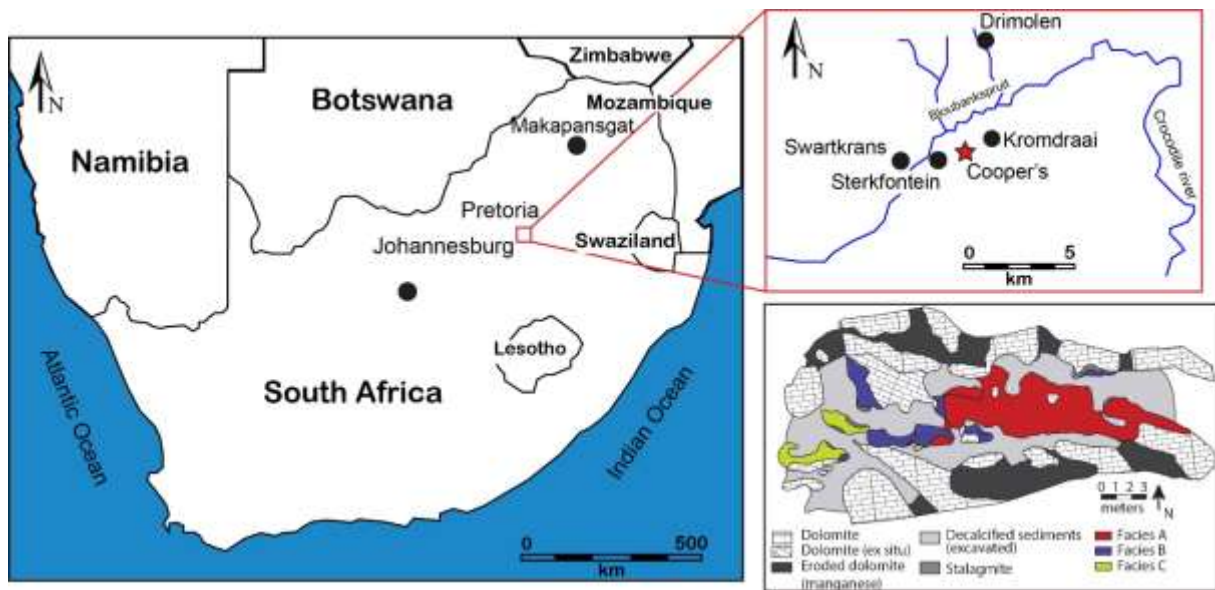 N
Zimbabwe
Botswana
Mozambique
Makapansgat
Namibia
Pretoria
Johannesburg
Swaziland
Lesotho
South Africa
Atlantic Ocean
Indian Ocean
0 500
km
N
Drimolen
Bloubankspruit
Crocodile river
Kromdraai
Swartkrans
Sterkfontein
Cooper's
0 5
km
0 1 2 3
meters
N
Dolomite
Dolomite (ex situ)
Eroded dolomite
(manganese)
Decalcified sediments
(excavated)
Stalagmite
Facies A
Facies B
Facies C